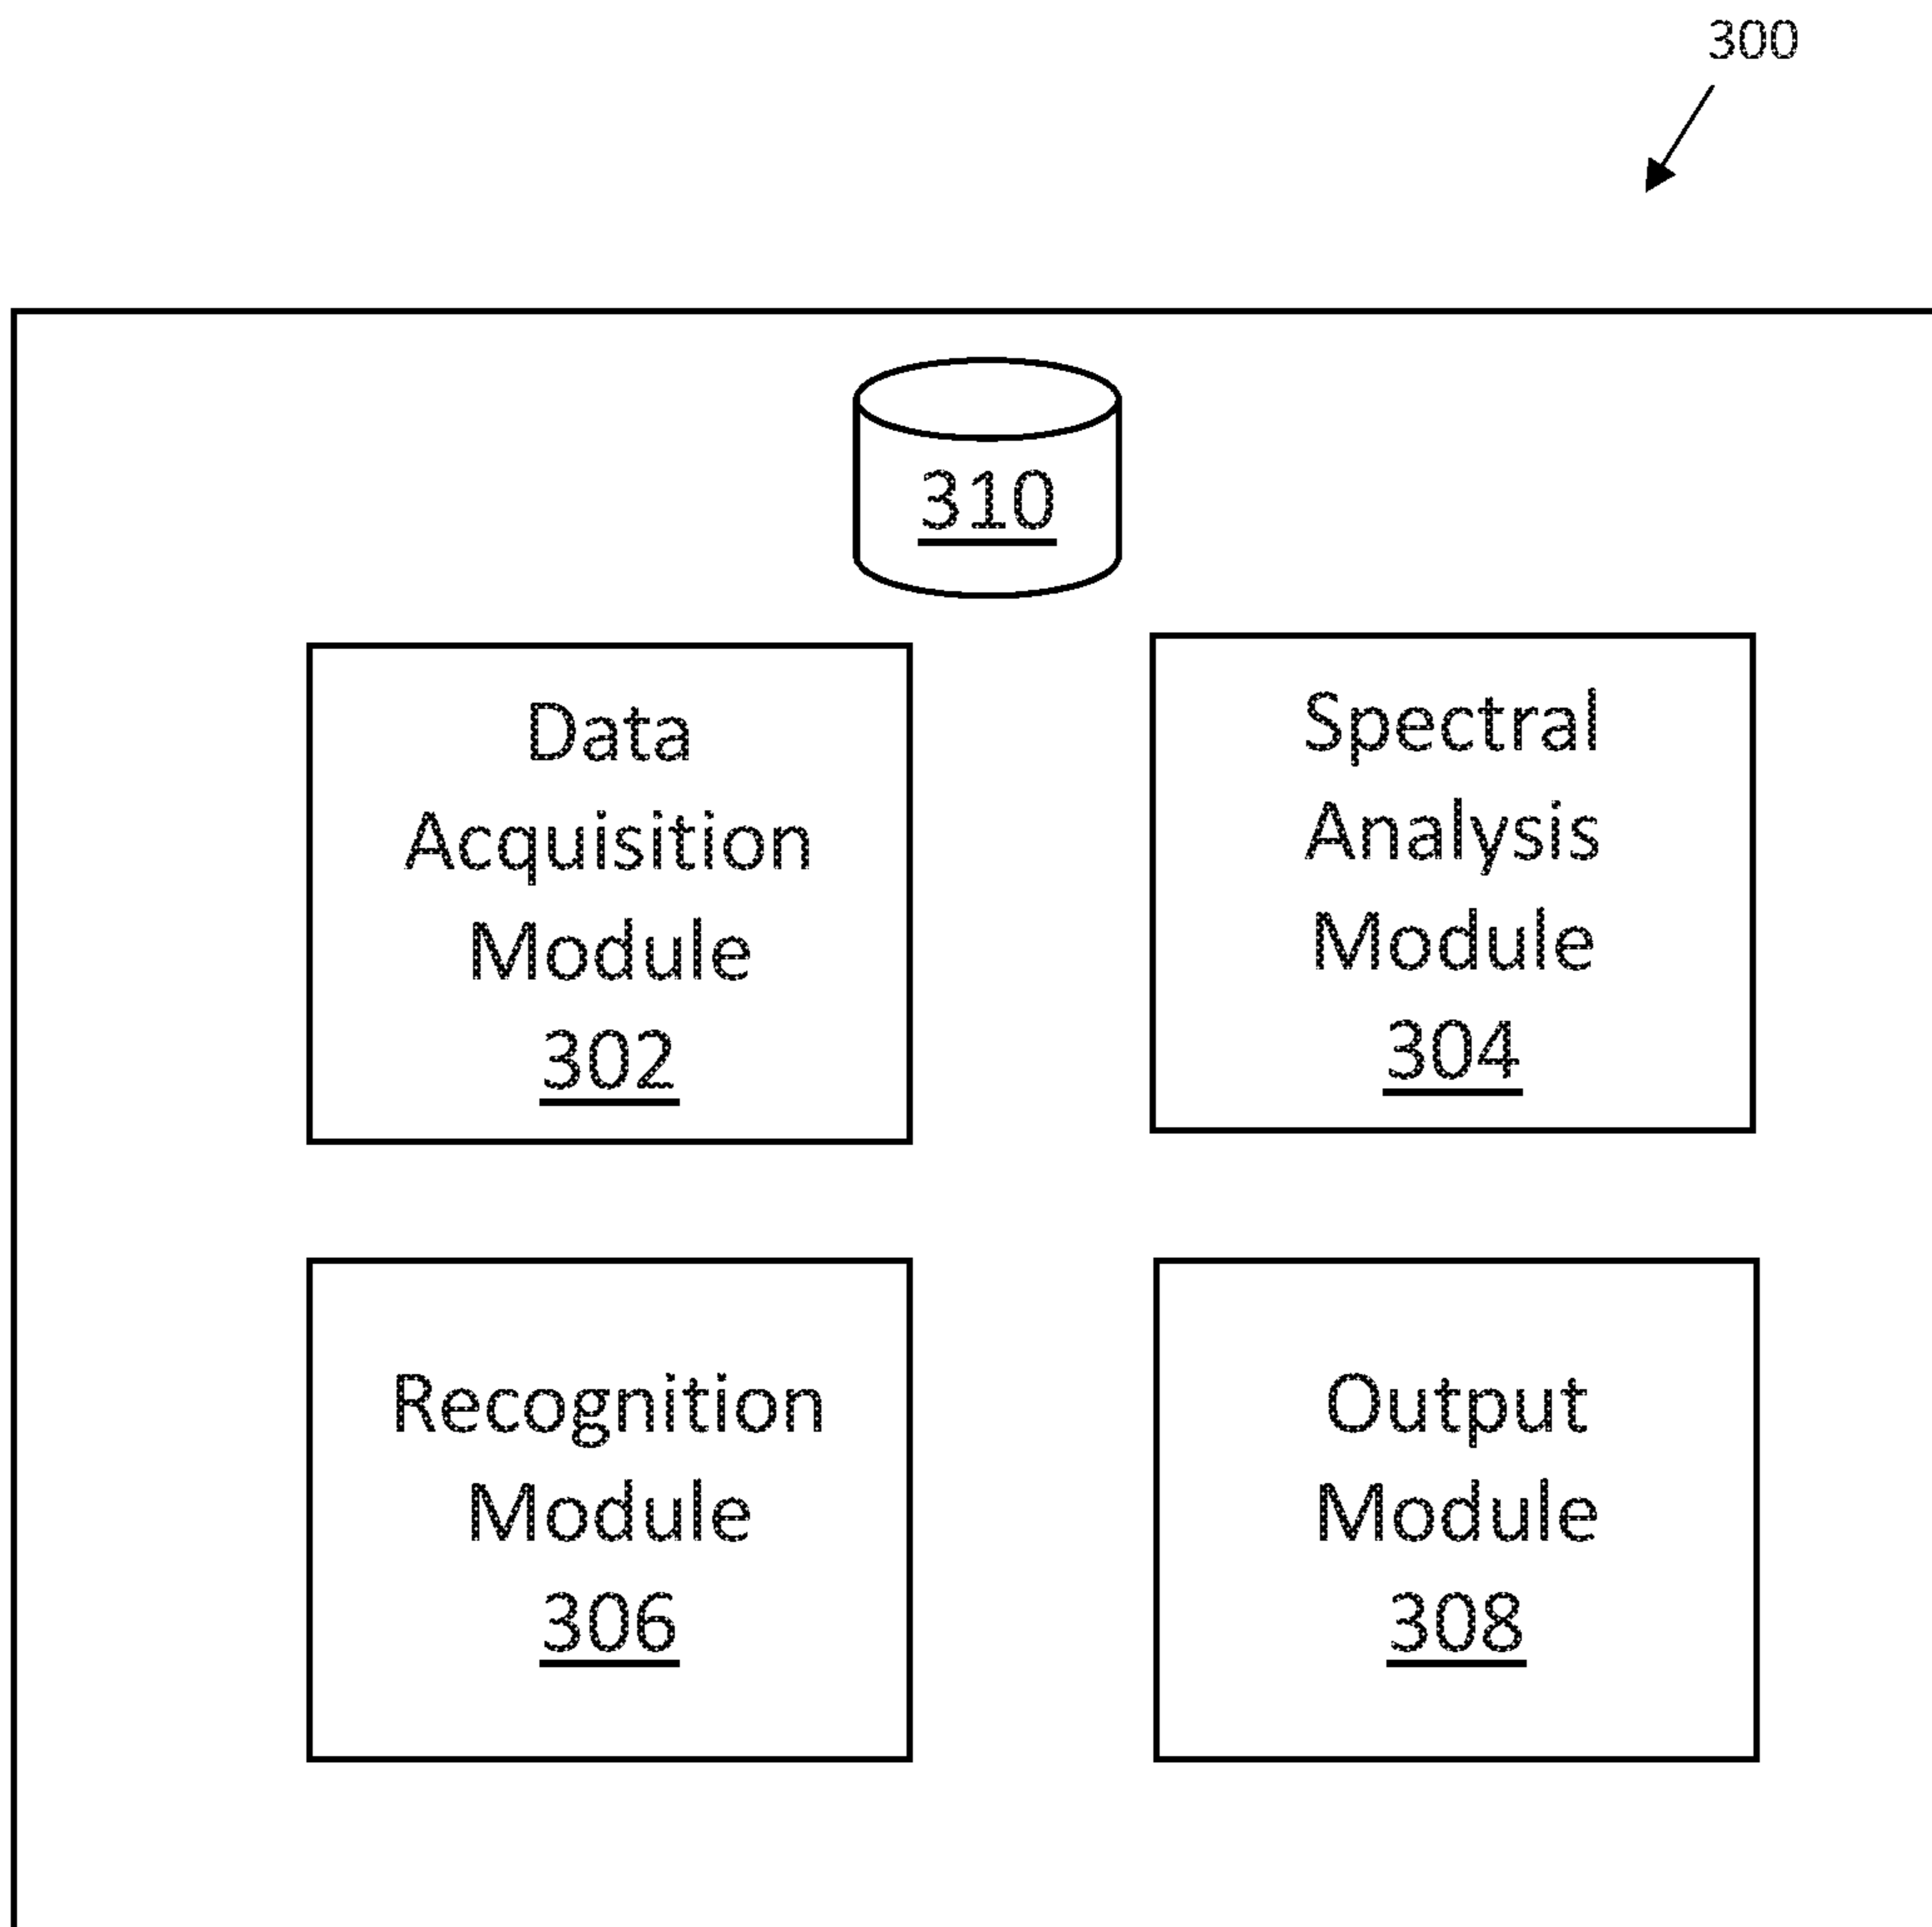 300
310
Data
Acquisition
Module
302
Spectral
Analysis
Module
304
Recognition
Module
306
Output
Module
308